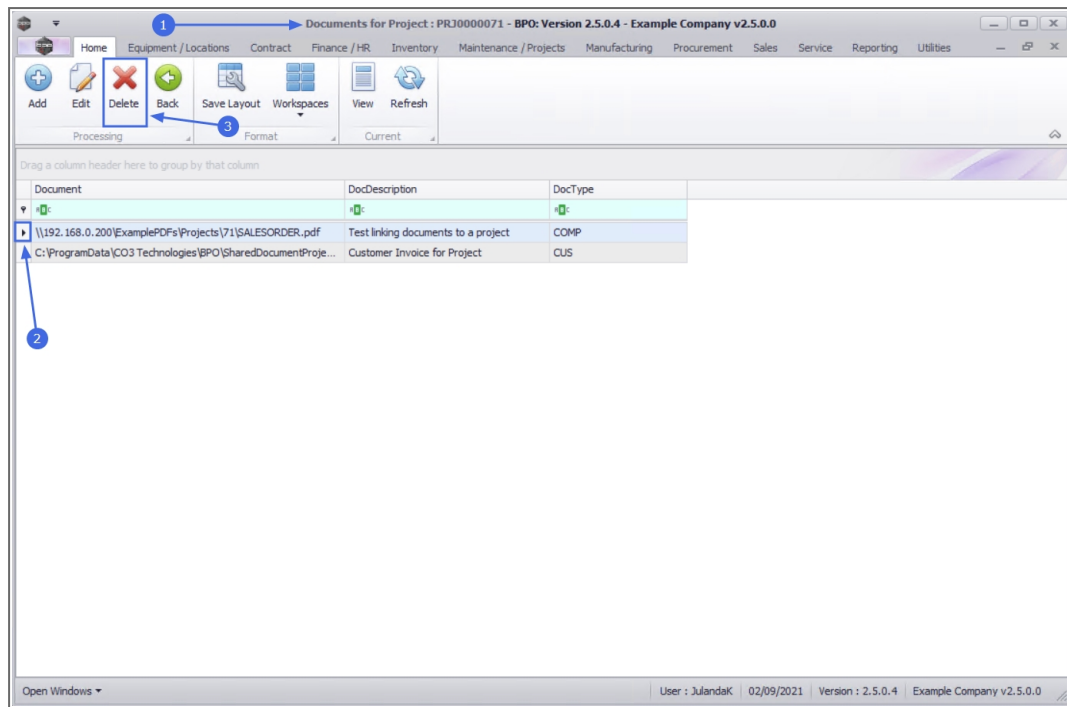 1
Documents for Project : PRJ0000071 - BPO: Version 2.5.0.4 - Example Company v2.5.0.0
Home Equipment / Locations Contract Finance / HR Inventory Maintenance / Projects Manufacturing Procurement Sales Service Reporting Utilities
Add Edit Delete Back Save Layout Workspaces View Refresh
3
Processing Format Current
Drag a column header here to group by that column
Document DocDescription DocType
\\192.168.0.200\ExamplePDFs\Projects\71\SALESORDER.pdf Test linking documents to a project COMP
C:\ProgramData\CO3 Technologies\BPO\SharedDocumentProje... Customer Invoice for Project CUS
2
Open Windows User : JulandaK 02/09/2021 Version : 2.5.0.4 Example Company v2.5.0.0